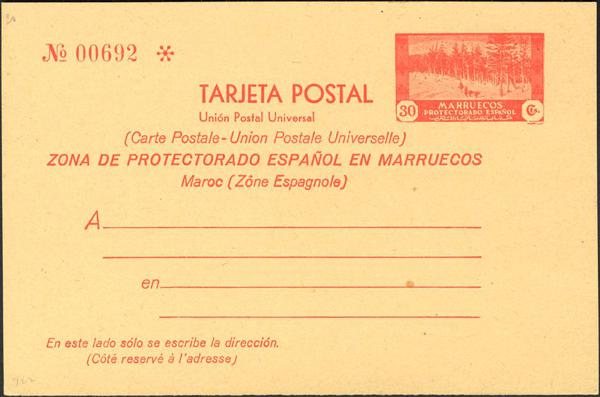 Nº 00692 *
TARJETA POSTAL
Unión Postal Universal
(Carte Postale - Union Postale Universelle)
ZONA DE PROTECTORADO ESPAÑOL EN MARRUECOS
Maroc (Zône Espagnole)
30 MARRUECOS Cts.
PROTECTORADO ESPAÑOL
A
en
En este lado sólo se escribe la dirección.
(Côté reservé à l'adresse)